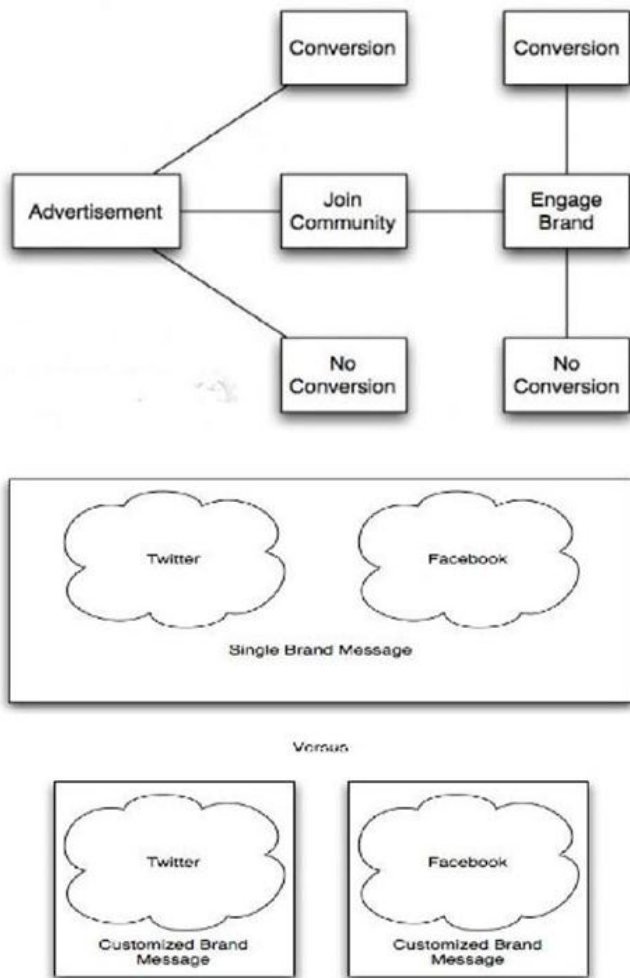 Conversion
Conversion
Advertisement
Join
Community
Engage
Brand
No
Conversion
No
Conversion
Twitter
Facebook
Single Brand Message
Versus
Twitter
Facebook
Customized Brand
Message
Customized Brand
Message